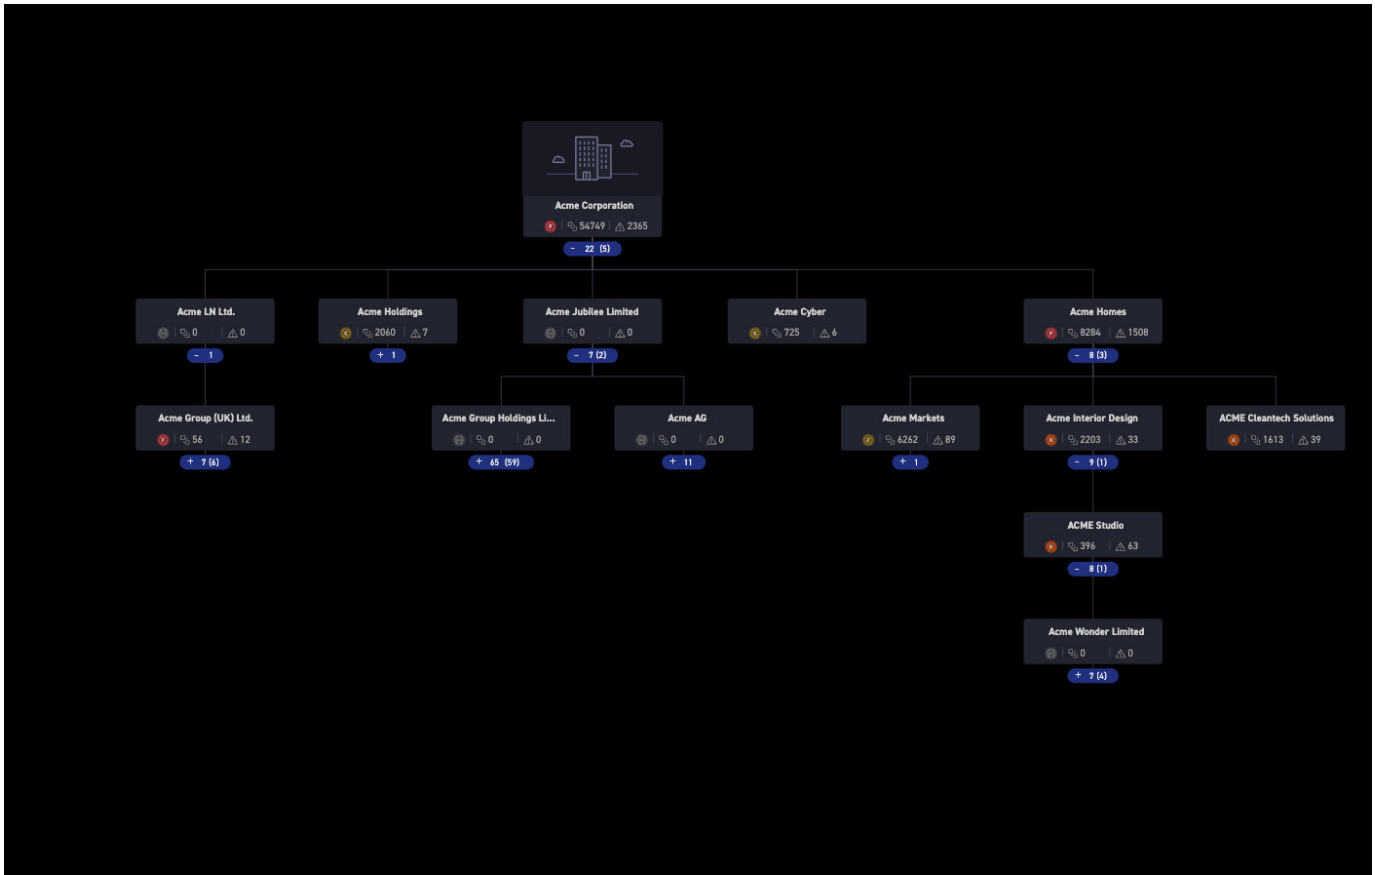 Acme Corporation
F 54749 2365
- 22 (5)
Acme LN Ltd.
0 0
- 1
Acme Holdings
C 2060 7
+ 1
Acme Jubilee Limited
0 0
- 7 (2)
Acme Cyber
C 725 6
Acme Homes
F 8284 1508
- 8 (3)
Acme Group (UK) Ltd.
F 56 12
+ 7 (6)
Acme Group Holdings Li...
0 0
+ 65 (59)
Acme AG
0 0
+ 11
Acme Markets
C 6262 89
+ 1
Acme Interior Design
2203 33
- 9 (1)
ACME Cleantech Solutions
1613 39
ACME Studio
396 63
- 8 (1)
Acme Wonder Limited
0 0
+ 7 (4)